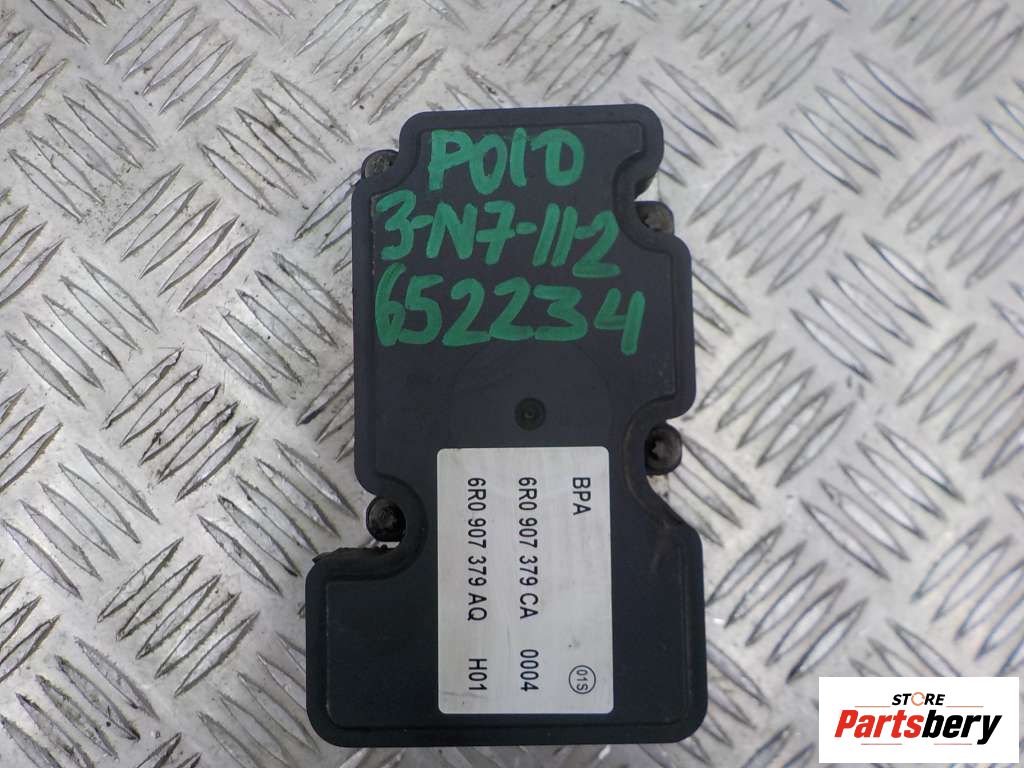 POLO
3-N7-11-2
652234
BPA
01S
6R0 907 379 CA 0004
6R0 907 379 AQ H01
STORE
Partsbery